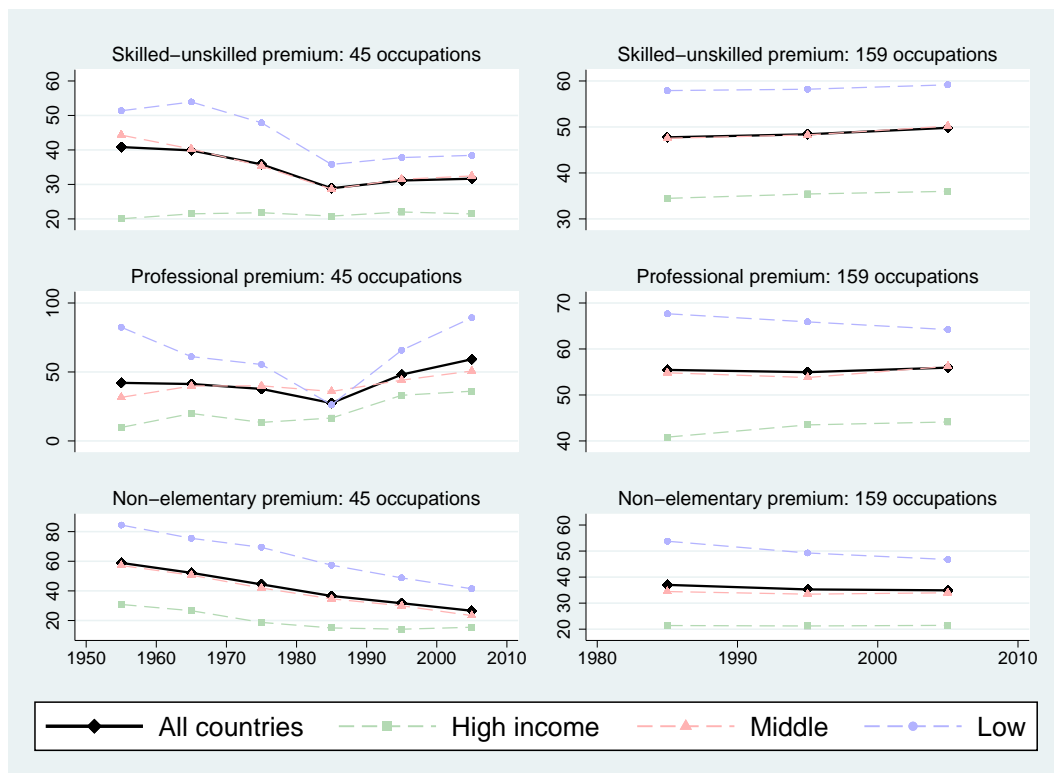 Skilled−unskilled premium: 45 occupations
60
50
40
30
20
Skilled−unskilled premium: 159 occupations
60
50
40
30
Professional premium: 45 occupations
100
50
0
Professional premium: 159 occupations
70
60
50
40
Non−elementary premium: 45 occupations
80
60
40
20
1950 1960 1970 1980 1990 2000 2010
Non−elementary premium: 159 occupations
60
50
40
30
20
1980 1990 2000 2010
All countries High income Middle Low